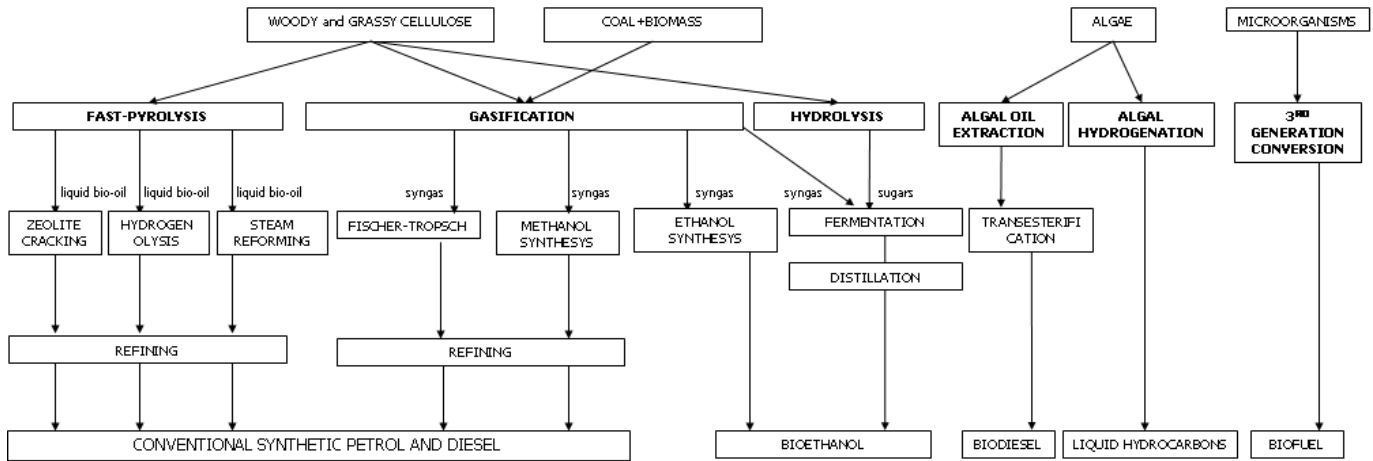 WOODY and GRASSY CELLULOSE
COAL+BIOMASS
ALGAE
MICROORGANISMS
FAST-PYROLYSIS
GASIFICATION
HYDROLYSIS
ALGAL OIL
EXTRACTION
ALGAL
HYDROGENATION
3RD
GENERATION
CONVERSION
liquid bio-oil
liquid bio-oil
liquid bio-oil
syngas
syngas
syngas
syngas
sugars
ZEOLITE
CRACKING
HYDROGEN
OLYSIS
STEAM
REFORMING
FISCHER-TROPSCH
METHANOL
SYNTHESYS
ETHANOL
SYNTHESYS
FERMENTATION
TRANSESTERIFI
CATION
DISTILLATION
REFINING
REFINING
CONVENTIONAL SYNTHETIC PETROL AND DIESEL
BIOETHANOL
BIODIESEL
LIQUID HYDROCARBONS
BIOFUEL